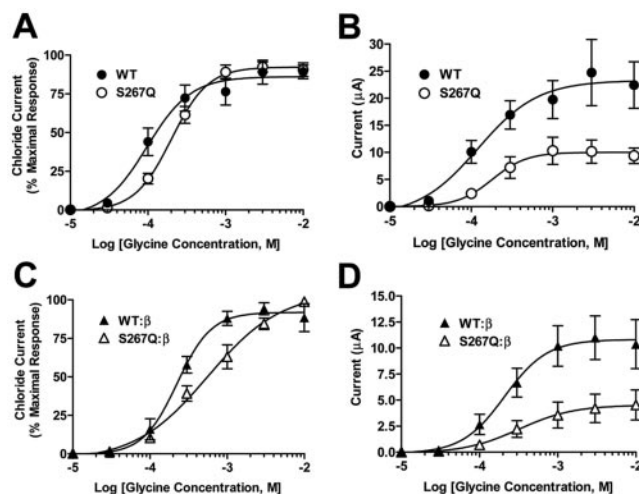 A
Chloride Current
(% Maximal Response)
100
75
50
25
0
WT
S267Q
-5
-4
-3
-2
Log [Glycine Concentration, M]
B
Current (μA)
30
25
20
15
10
5
0
WT
S267Q
-5
-4
-3
-2
Log [Glycine Concentration, M]
C
Chloride Current
(% Maximal Response)
100
75
50
25
0
WT:β
S267Q:β
-5
-4
-3
-2
Log [Glycine Concentration, M]
D
Current (μA)
15.0
12.5
10.0
7.5
5.0
2.5
0.0
WT:β
S267Q:β
-5
-4
-3
-2
Log [Glycine Concentration, M]